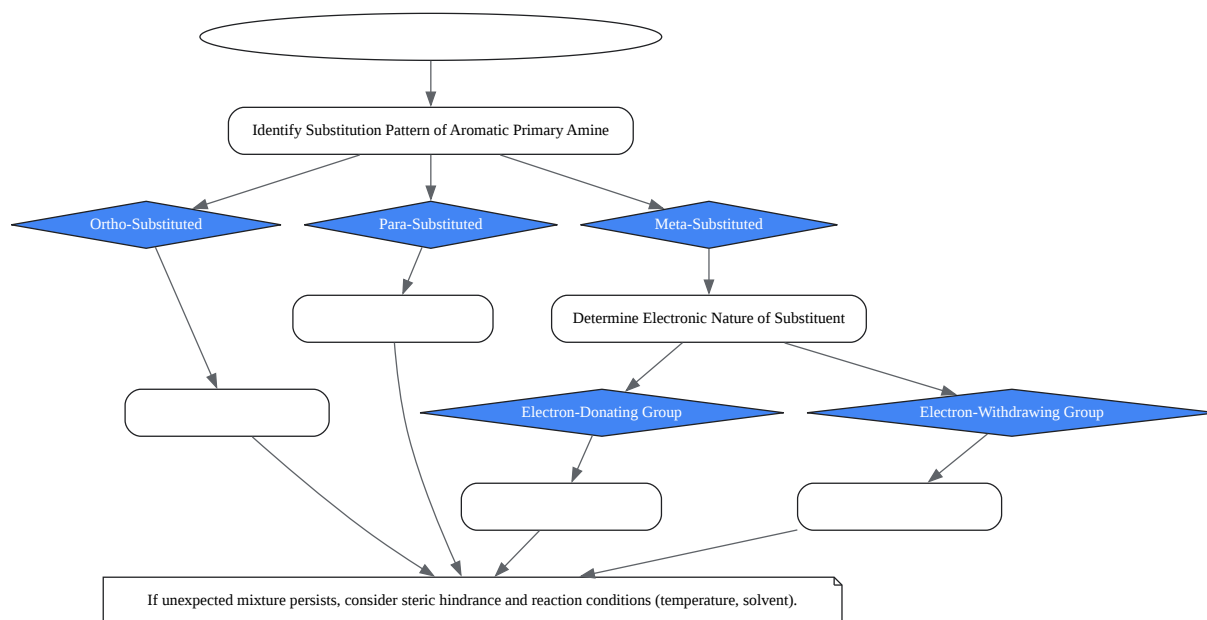 Identify Substitution Pattern of Aromatic Primary Amine
Ortho-Substituted
Para-Substituted
Meta-Substituted
Determine Electronic Nature of Substituent
Electron-Donating Group
Electron-Withdrawing Group
If unexpected mixture persists, consider steric hindrance and reaction conditions (temperature, solvent).